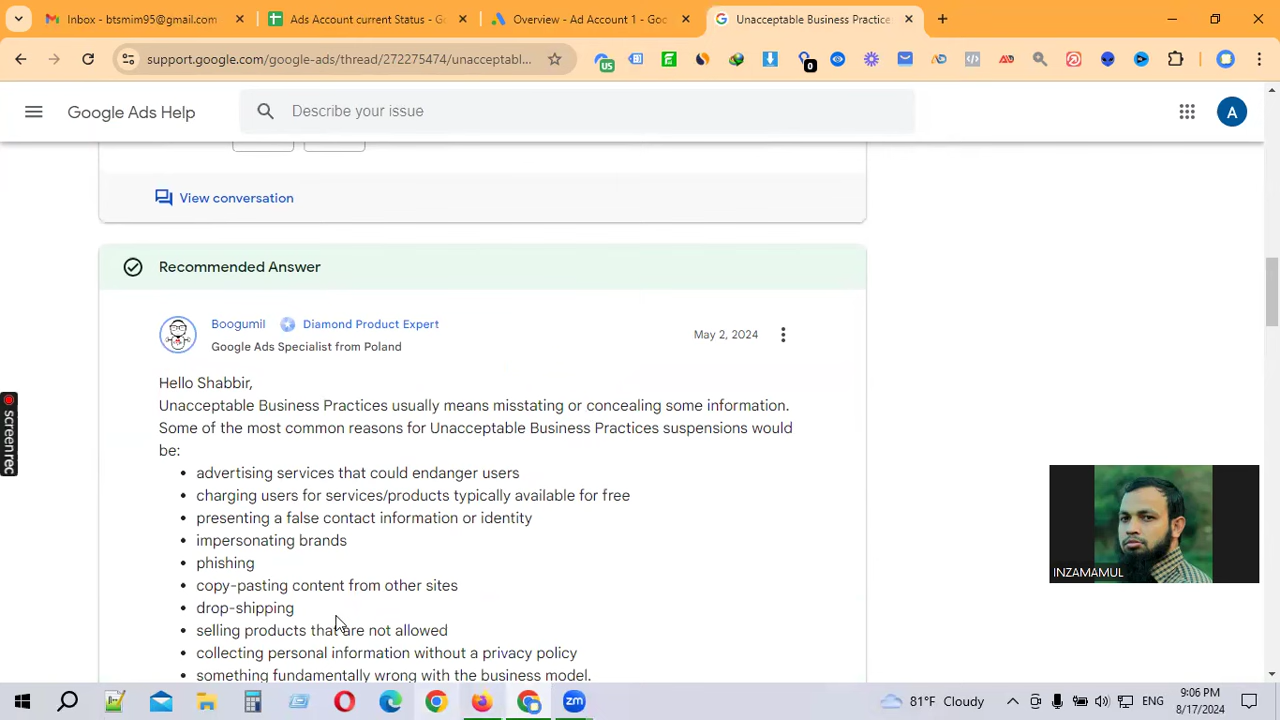 Inbox - btsmim95@gmail.com
Ads Account current Status - Go
Overview - Ad Account 1 - Goo
Unacceptable Business Practices
support.google.com/google-ads/thread/272275474/unacceptabl...
US
0
Google Ads Help
Describe your issue
A
View conversation
Recommended Answer
Boogumil
Diamond Product Expert
Google Ads Specialist from Poland
May 2, 2024
Hello Shabbir,
Unacceptable Business Practices usually means misstating or concealing some information.
Some of the most common reasons for Unacceptable Business Practices suspensions would
be:
• advertising services that could endanger users
• charging users for services/products typically available for free
• presenting a false contact information or identity
• impersonating brands
• phishing
• copy-pasting content from other sites
• drop-shipping
• selling products that are not allowed
• collecting personal information without a privacy policy
• something fundamentally wrong with the business model.
screenrec
INZAMAMUL
zm
81°F Cloudy
ENG
9:06 PM
8/17/2024